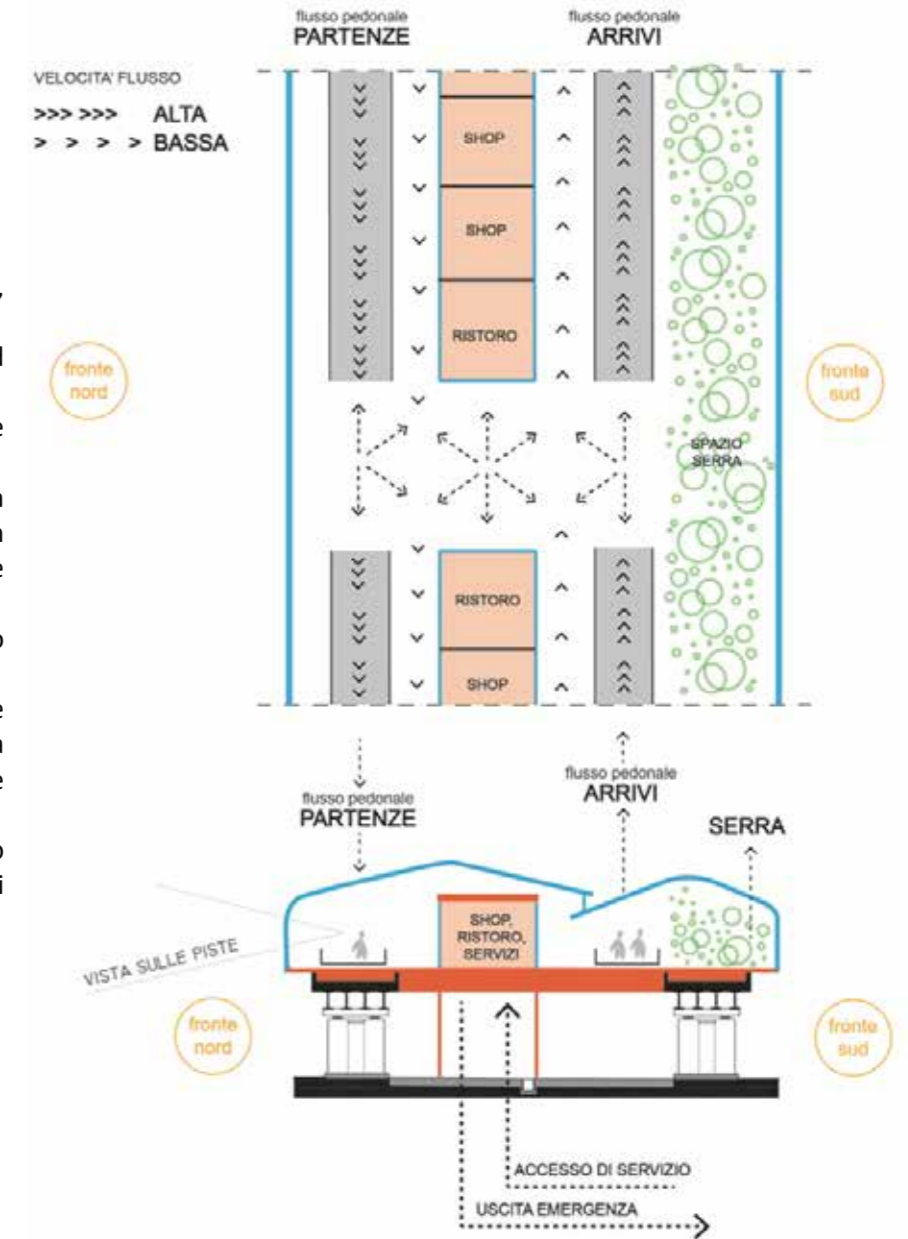 flusso pedonale
PARTENZE
flusso pedonale
ARRIVI
VELOCITA' FLUSSO
>>> >>> ALTA
> > > > BASSA
SHOP
SHOP
RISTORO
fronte
nord
fronte
sud
SPAZIO
SERRA
RISTORO
SHOP
flusso pedonale
PARTENZE
flusso pedonale
ARRIVI
SERRA
SHOP,
RISTORO,
SERVIZI
VISTA SULLE PISTE
fronte
nord
fronte
sud
ACCESSO DI SERVIZIO
USCITA EMERGENZA